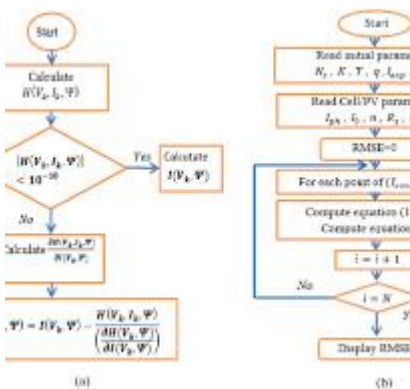 Start
Calculate
H(V_k, I_k, Ψ)
|H(V_k, I_k, Ψ)|
< 10^-10
Yes
Calculate
I(V_k, Ψ)
No
Calculate ∂H(V_k, I_k, Ψ)/∂I(V_k, Ψ)
, Ψ) = I(V_k, Ψ) − H(V_k, I_k, Ψ)/(∂H(V_k, Ψ)/∂I(V_k, Ψ))
(a)
Start
Read initial param
N_s, K, T, q, I_exp
Read Cell/PV param
I_ph, I_0, n, R_s,
RMSE=0
For each point of (I
Compute equation (1
Compute equation
i = i + 1
No
i = N
y
Display RMSE
(b)